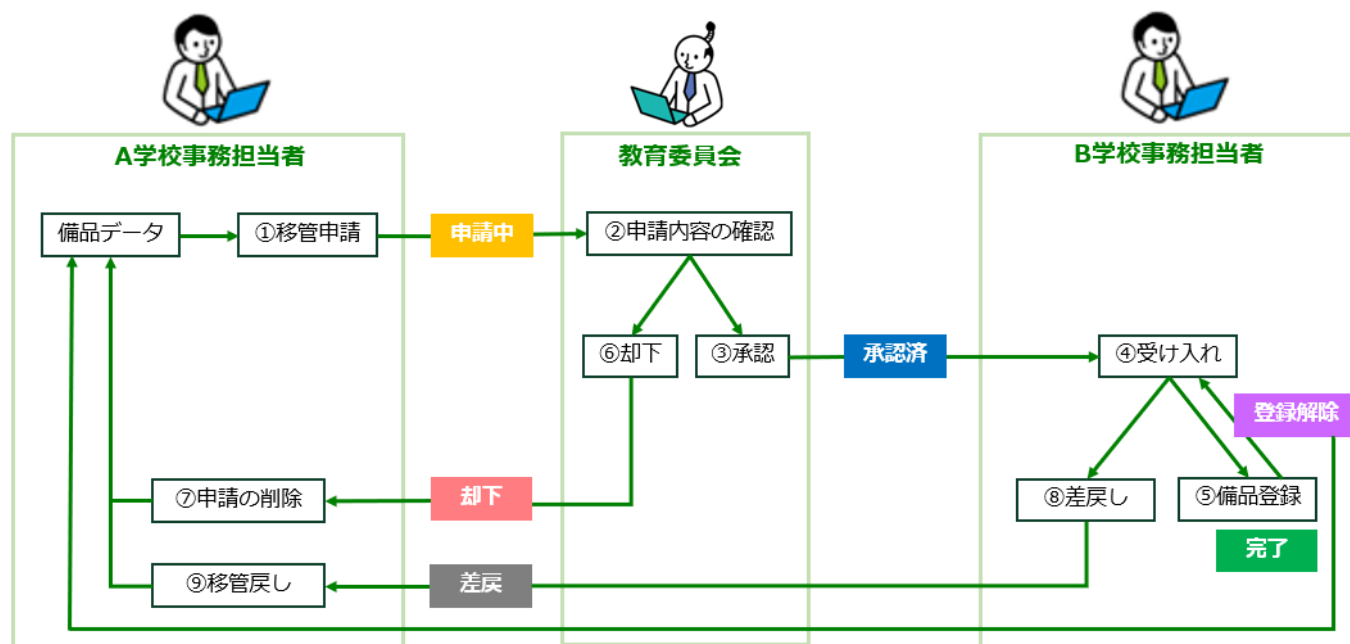 A学校事務担当者
教育委員会
B学校事務担当者
備品データ
①移管申請
申請中
②申請内容の確認
⑥却下
③承認
承認済
④受け入れ
登録解除
⑦申請の削除
却下
⑧差戻し
⑤備品登録
完了
⑨移管戻し
差戻